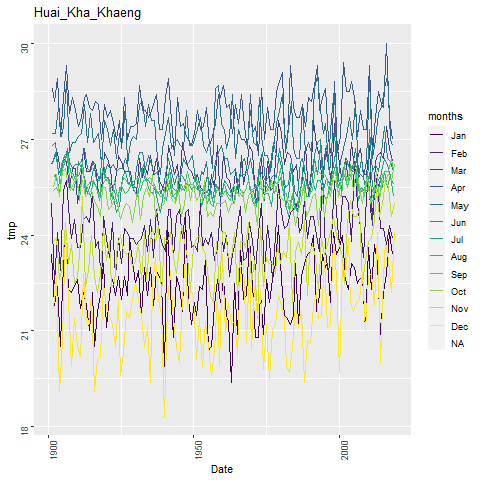 Huai_Kha_Khaeng
30
27
24
21
18
tmp
1900
1950
2000
Date
months
Jan
Feb
Mar
Apr
May
Jun
Jul
Aug
Sep
Oct
Nov
Dec
NA